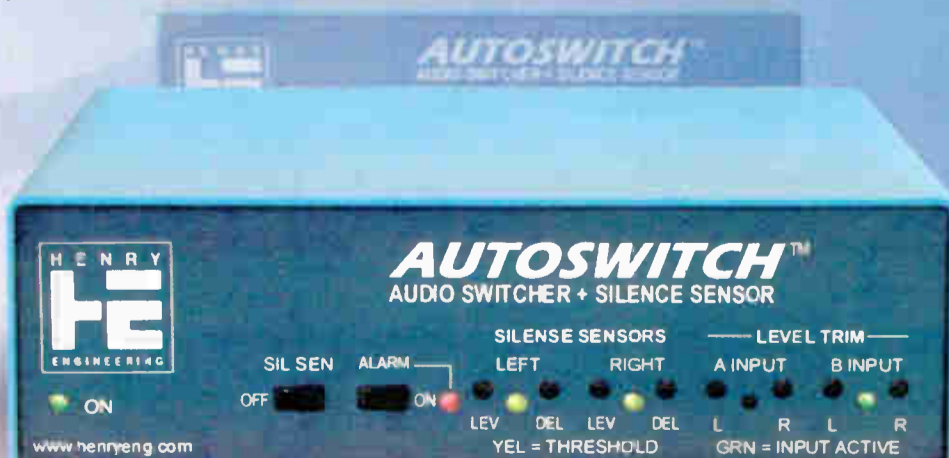 HENRY
AUTOSWITCH™
AUDIO SWITCHER + SILENCE SENSOR
HENRY
HE
ENGINEERING
AUTOSWITCH™
AUDIO SWITCHER + SILENCE SENSOR
SILENSE SENSORS
LEVEL TRIM
SIL SEN
ALARM
LEFT
RIGHT
A INPUT
B INPUT
OFF
ON
ON
LEV DEL LEV DEL L R L R
www.henryeng.com
YEL = THRESHOLD
GRN = INPUT ACTIVE